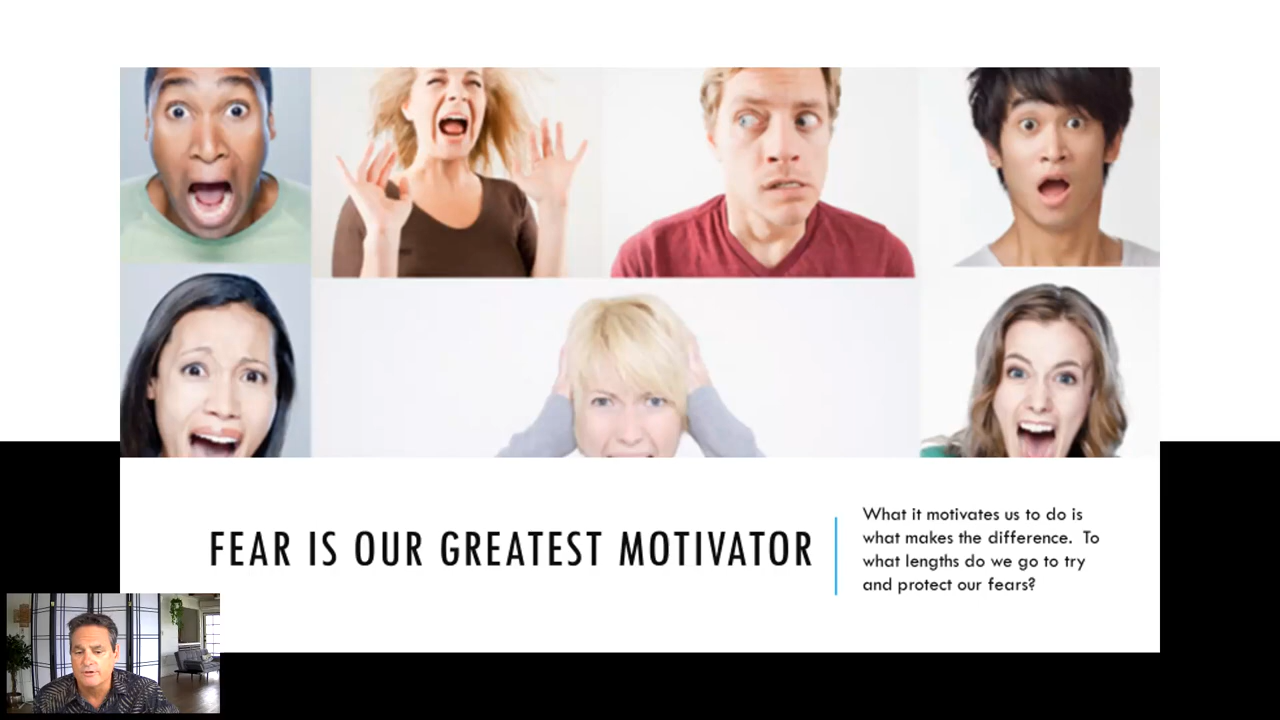 FEAR IS OUR GREATEST MOTIVATOR
What it motivates us to do is
what makes the difference.  To
what lengths do we go to try
and protect our fears?